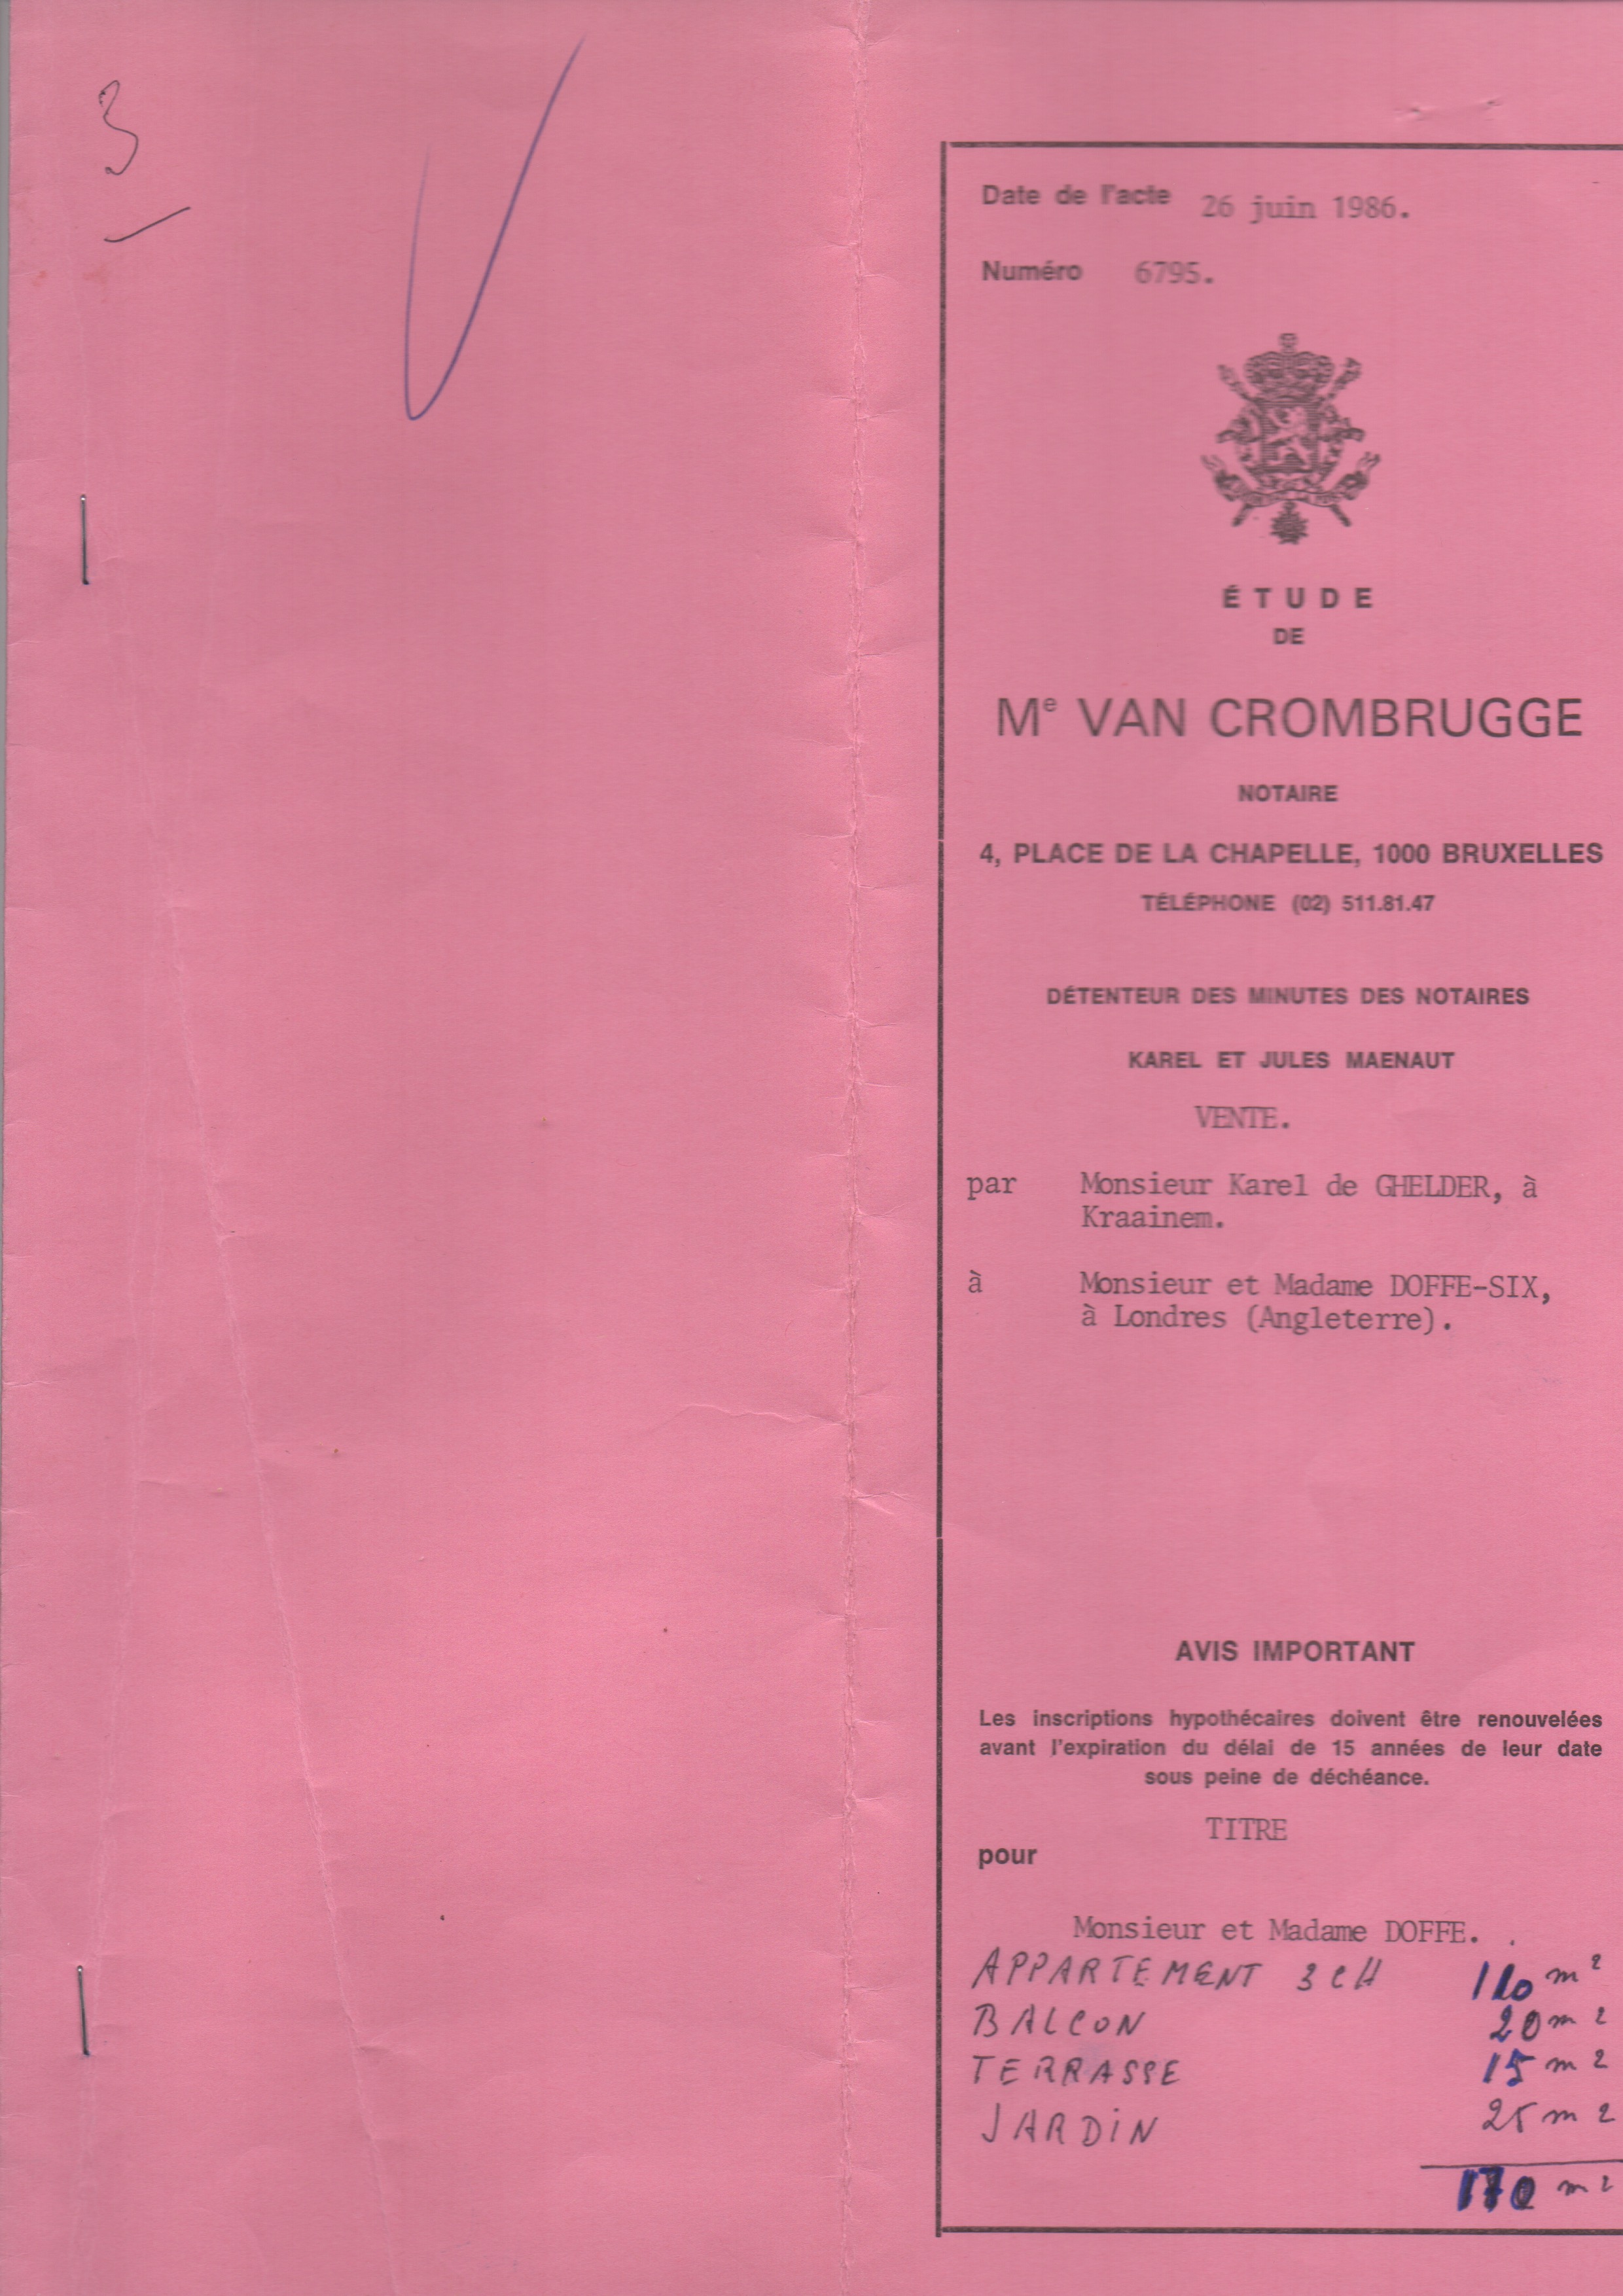 3
Date de l'acte 26 juin 1986.
Numéro 6795.
ÉTUDE
DE
Me VAN CROMBRUGGE
NOTAIRE
4, PLACE DE LA CHAPELLE, 1000 BRUXELLES
TÉLÉPHONE (02) 511.81.47
DÉTENTEUR DES MINUTES DES NOTAIRES
KAREL ET JULES MAENAUT
VENTE.
par Monsieur Karel de GHELDER, à
Kraainem.
à Monsieur et Madame DOFFE-SIX,
à Londres (Angleterre).
AVIS IMPORTANT
Les inscriptions hypothécaires doivent être renouvelées
avant l'expiration du délai de 15 années de leur date
sous peine de déchéance.
TITRE
pour
Monsieur et Madame DOFFE.
APPARTEMENT 3 CH 110 m²
BALCON 20 m²
TERRASSE 15 m²
JARDIN 25 m²
170 m²